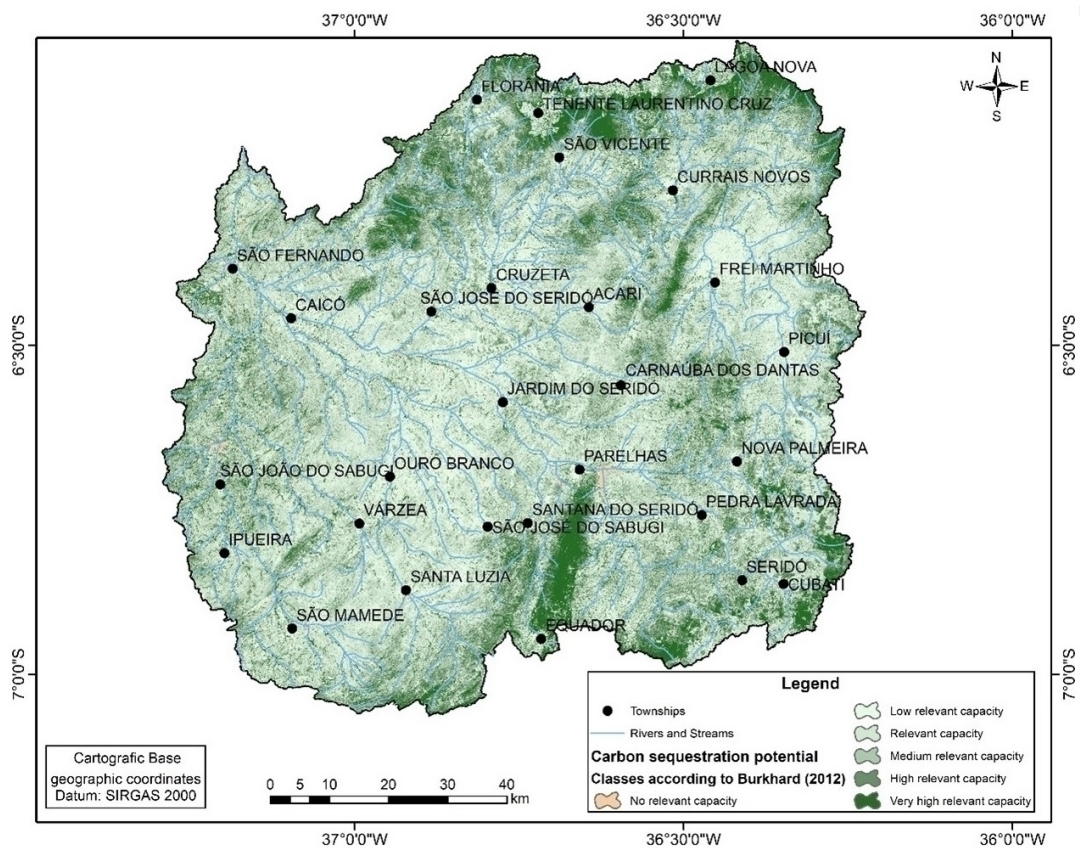 37°0'0"W 36°30'0"W 36°0'0"W
N
W E
S
LAGOA NOVA
FLORÂNIA
TENENTE LAURENTINO CRUZ
SÃO VICENTE
CURRAIS NOVOS
SÃO FERNANDO
FREI MARTINHO
CRUZETA
SÃO JOSÉ DO SERIDÓ
ACARI
CAICÓ
6°30'0"S 6°30'0"S
PICUÍ
CARNAÚBA DOS DANTAS
JARDIM DO SERIDÓ
NOVA PALMEIRA
PARELHAS
OURO BRANCO
SÃO JOÃO DO SABUGI
PEDRA LAVRADA
VÁRZEA
SANTANA DO SERIDÓ
SÃO JOSÉ DO SABUGI
IPUEIRA
SERIDÓ
SANTA LUZIA
CUBATI
SÃO MAMEDE
EQUADOR
7°0'0"S 7°0'0"S
Legend
Townships
Rivers and Streams
Carbon sequestration potential
Classes according to Burkhard (2012)
No relevant capacity
Low relevant capacity
Relevant capacity
Medium relevant capacity
High relevant capacity
Very high relevant capacity
Cartografic Base
geographic coordinates
Datum: SIRGAS 2000
0 5 10 20 30 40
km
37°0'0"W 36°30'0"W 36°0'0"W